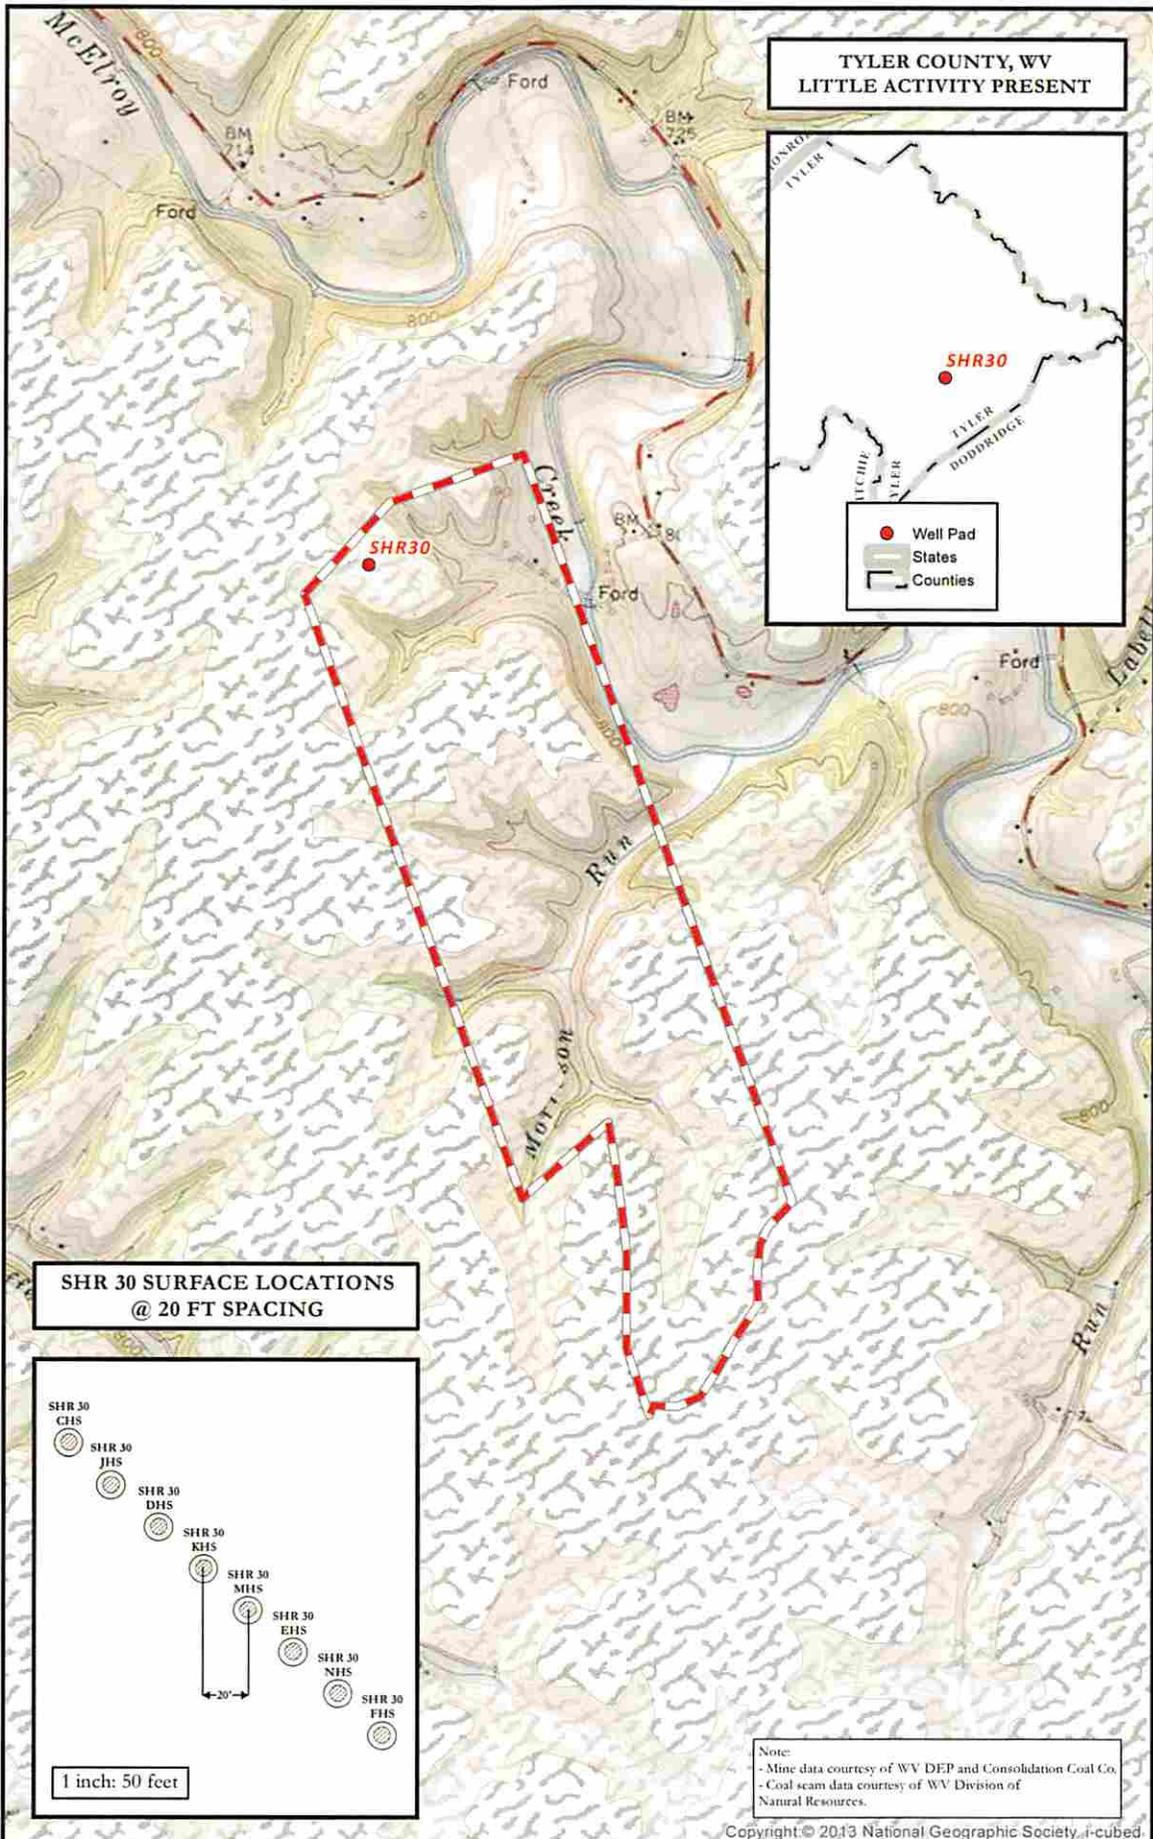 McElroy
800
BM
714
Ford
Ford
BM
725
800
TYLER COUNTY, WV
LITTLE ACTIVITY PRESENT
TYLER
SHR30
TYLER
DODDRIDGE
Well Pad
States
Counties
Creek
SHR30
BM
Ford
800
Ford
800
Run
800
Run
SHR 30 SURFACE LOCATIONS
@ 20 FT SPACING
800
SHR 30
CHS
SHR 30
JHS
SHR 30
DHS
SHR 30
KHS
SHR 30
MHS
SHR 30
EHS
SHR 30
NHS
SHR 30
FHS
20'
1 inch: 50 feet
Note:
- Mine data courtesy of WV DEP and Consolidation Coal Co.
- Coal seam data courtesy of WV Division of
Natural Resources.
Copyright:© 2013 National Geographic Society, i-cubed